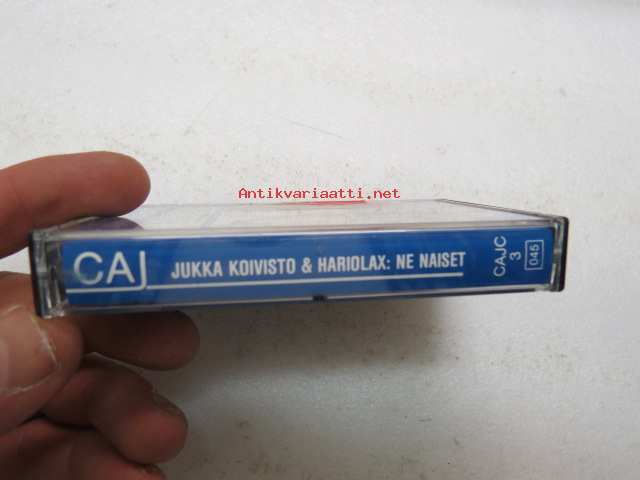 Antikvariaatti.net
CAJ
JUKKA KOIVISTO & HARIOLAX: NE NAISET
CAJC
3
045